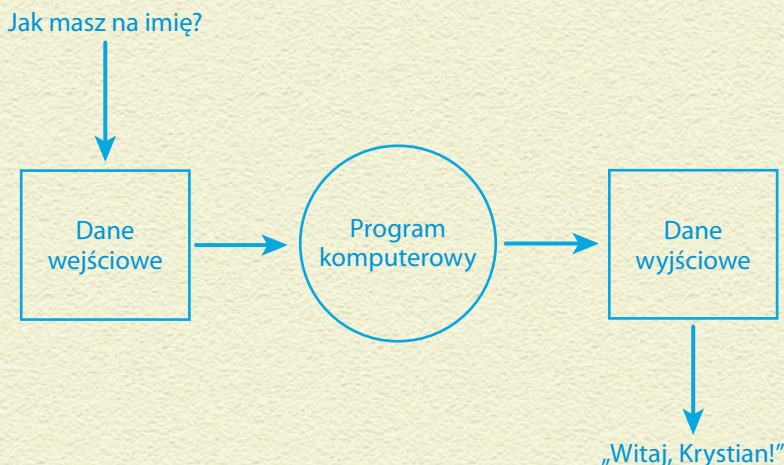 Jak masz na imię?
Dane
wejściowe
Program
komputerowy
Dane
wyjściowe
„Witaj, Krystian!”